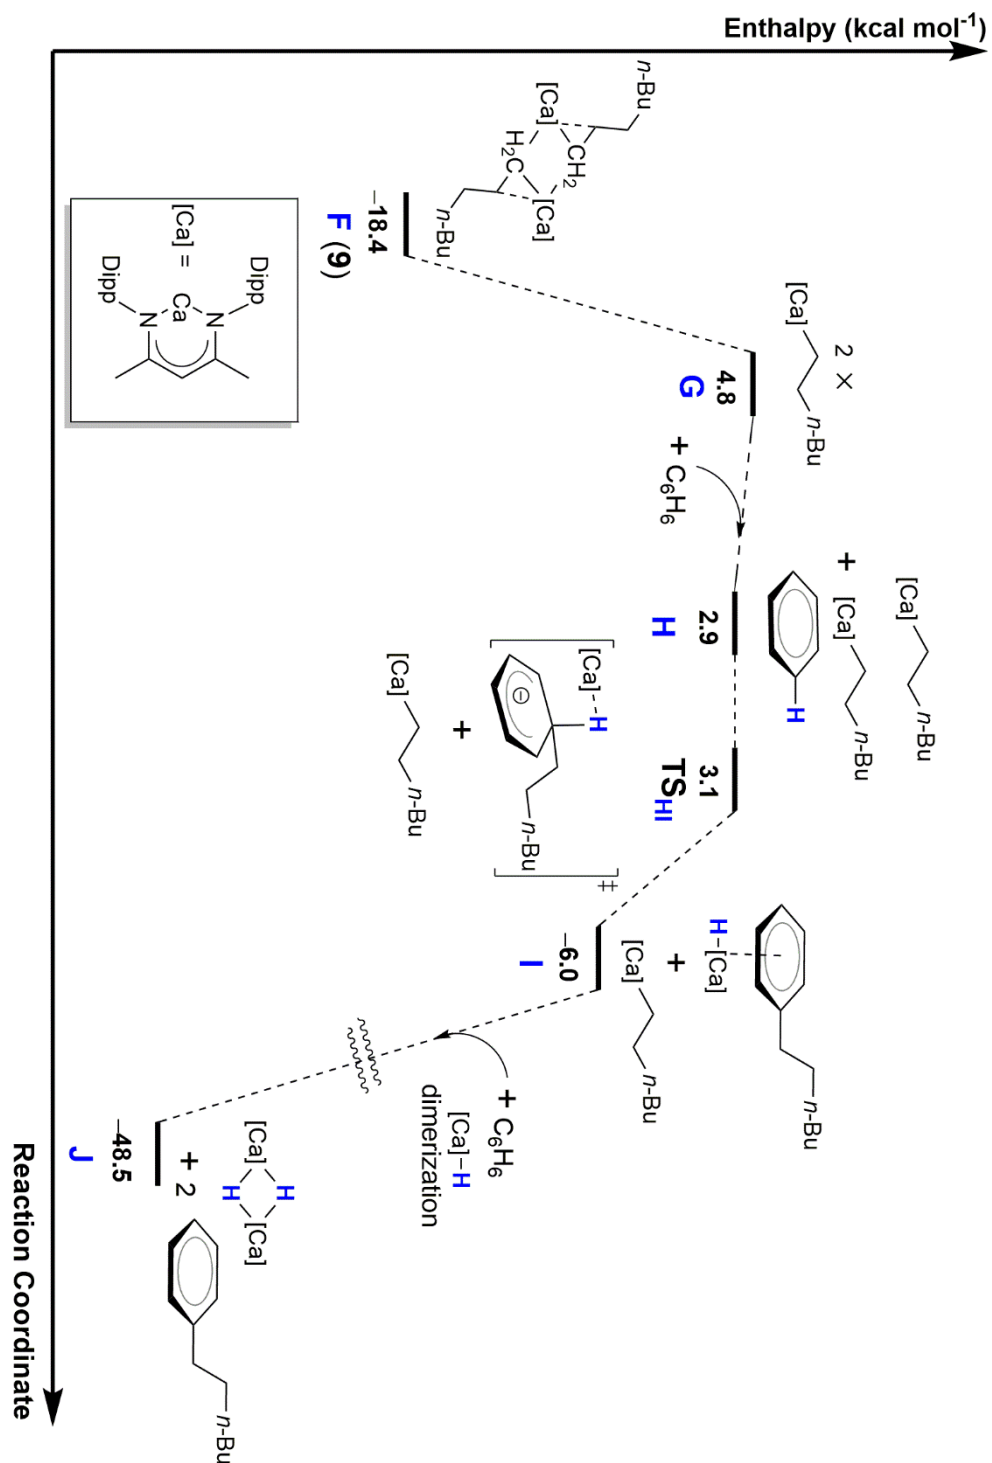 Enthalpy (kcal mol⁻¹)
n-Bu
[Ca]
CH₂
H₂C
[Ca]
n-Bu
−18.4
F (9)
[Ca] =
Dipp
N
Ca
N
Dipp
2 ×
[Ca]
n-Bu
4.8
G
+ C₆H₆
[Ca]
n-Bu
+
[Ca]
n-Bu
H
2.9
H
3.1
TS_HI
[Ca]
H
⊖
n-Bu
‡
+
[Ca]
n-Bu
H–[Ca]
n-Bu
+
[Ca]
n-Bu
−6.0
I
+ C₆H₆
[Ca]–H
dimerization
[Ca]
H
H
[Ca]
+ 2
n-Bu
−48.5
J
Reaction Coordinate